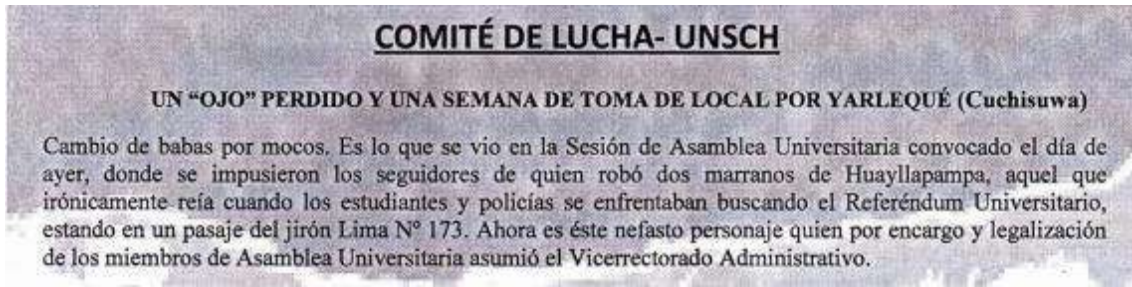 COMITÉ DE LUCHA- UNSCH
UN “OJO” PERDIDO Y UNA SEMANA DE TOMA DE LOCAL POR YARLEQUÉ (Cuchisuwa)
Cambio de babas por mocos. Es lo que se vio en la Sesión de Asamblea Universitaria convocado el día de
ayer, donde se impusieron los seguidores de quien robó dos marranos de Huayllapampa, aquel que
irónicamente reía cuando los estudiantes y policías se enfrentaban buscando el Referéndum Universitario,
estando en un pasaje del jirón Lima Nº 173. Ahora es éste nefasto personaje quien por encargo y legalización
de los miembros de Asamblea Universitaria asumió el Vicerrectorado Administrativo.